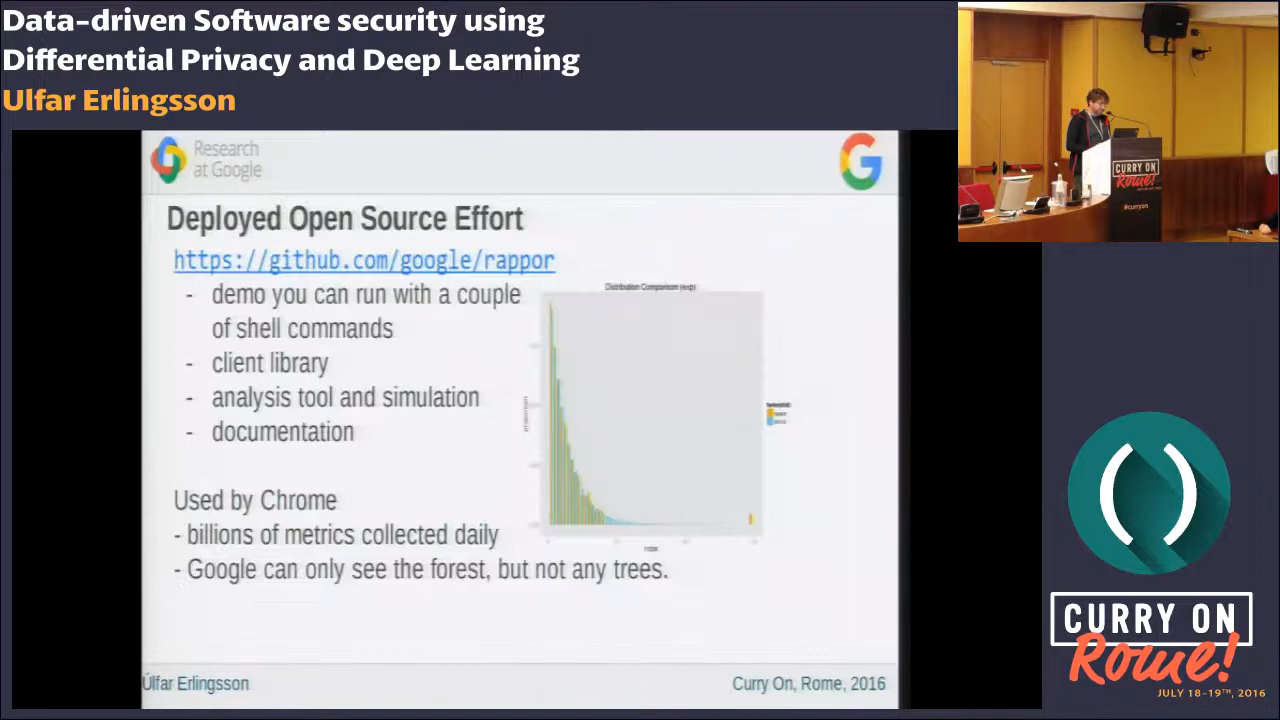 Data-driven Software security using
Differential Privacy and Deep Learning
Ulfar Erlingsson
Research
at Google
G
Deployed Open Source Effort
https://github.com/google/rappor
- demo you can run with a couple
of shell commands
- client library
- analysis tool and simulation
- documentation
Distribution Comparison (exp)
Used by Chrome
- billions of metrics collected daily
- Google can only see the forest, but not any trees.
Úlfar Erlingsson
Curry On, Rome, 2016
CURRY ON
Rome!
#curryon
CURRY ON
Rome!
JULY 18-19TH, 2016